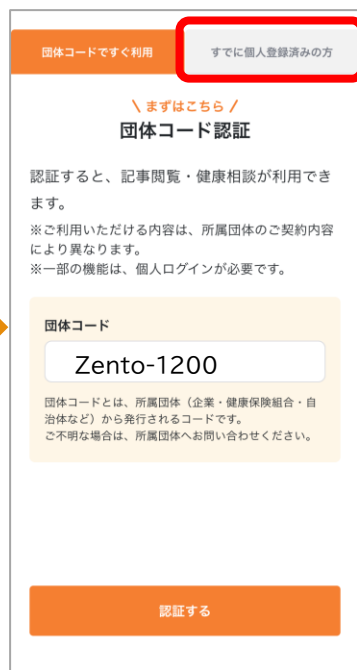 団体コードですぐ利用
すでに個人登録済みの方
\ まずはこちら /
団体コード認証
認証すると、記事閲覧・健康相談が利用でき
ます。
※ご利用いただける内容は、所属団体のご契約内容
により異なります。
※一部の機能は、個人ログインが必要です。
団体コード
Zento-1200
団体コードとは、所属団体（企業・健康保険組合・自
治体など）から発行されるコードです。
ご不明な場合は、所属団体へお問い合わせください。
認証する